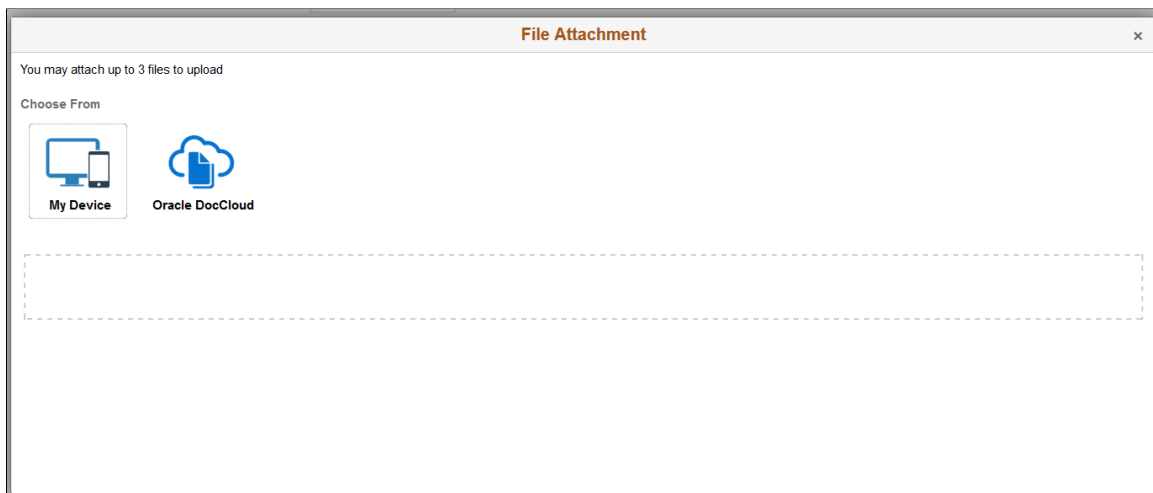 File Attachment
×
You may attach up to 3 files to upload
Choose From
My Device
Oracle DocCloud